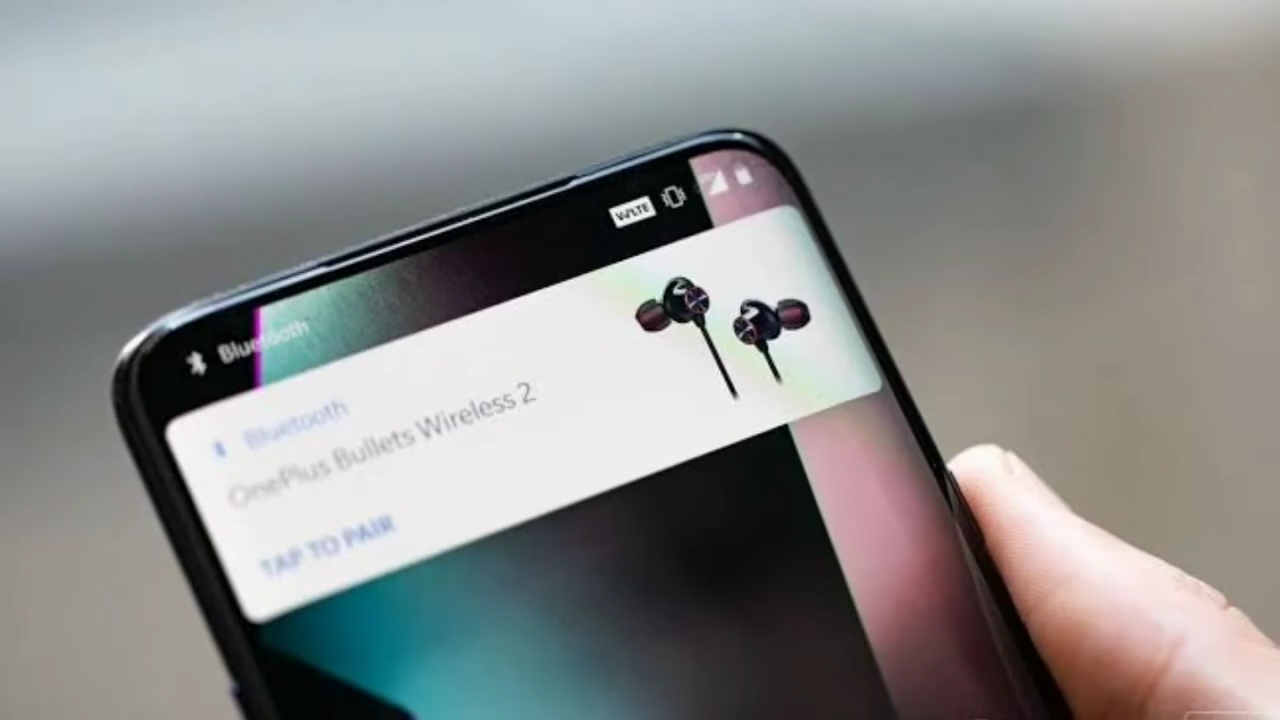 VoLTE
Bluetooth
Bluetooth
OnePlus Bullets Wireless 2
TAP TO PAIR